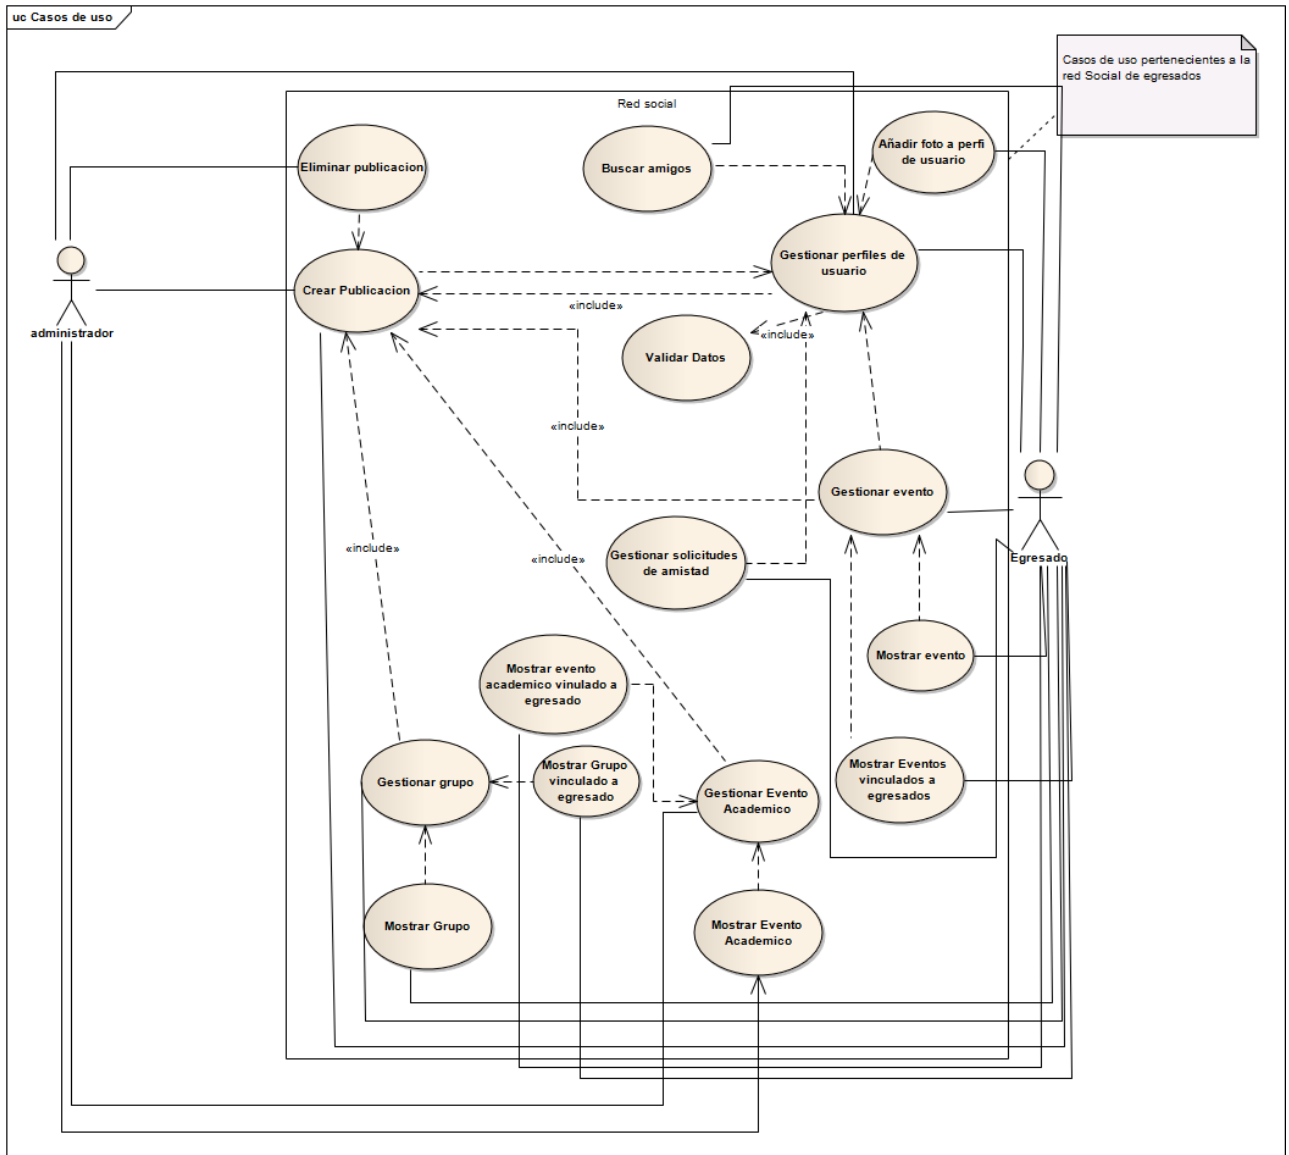 uc Casos de uso
Casos de uso pertenecientes a la
red Social de egresados
Red social
Eliminar publicacion
Buscar amigos
Añadir foto a perfi
de usuario
Gestionar perfiles de
usuario
Crear Publicacion
«include»
administrador
«include»
Validar Datos
«include»
Gestionar evento
«include»
«include»
Gestionar solicitudes
de amistad
Egresado
Mostrar evento
Mostrar evento
academico vinulado a
egresado
Mostrar Grupo
vinculado a
egresado
Gestionar grupo
Gestionar Evento
Academico
Mostrar Eventos
vinculados a
egresados
Mostrar Grupo
Mostrar Evento
Academico